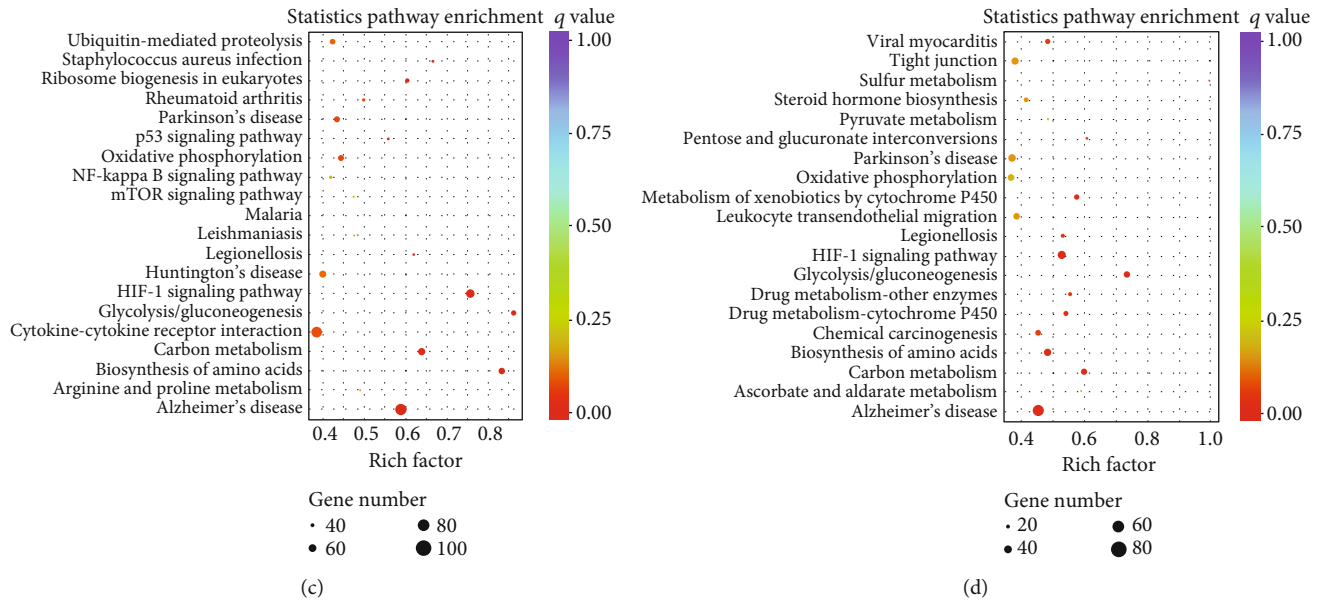 Statistics pathway enrichment q value
Ubiquitin-mediated proteolysis
Staphylococcus aureus infection
Ribosome biogenesis in eukaryotes
Rheumatoid arthritis
Parkinson's disease
p53 signaling pathway
Oxidative phosphorylation
NF-kappa B signaling pathway
mTOR signaling pathway
Malaria
Leishmaniasis
Legionellosis
Huntington's disease
HIF-1 signaling pathway
Glycolysis/gluconeogenesis
Cytokine-cytokine receptor interaction
Carbon metabolism
Biosynthesis of amino acids
Arginine and proline metabolism
Alzheimer's disease
1.00
0.75
0.50
0.25
0.00
0.4 0.5 0.6 0.7 0.8
Rich factor
Gene number
40 80
60 100
(c)
Statistics pathway enrichment q value
Viral myocarditis
Tight junction
Sulfur metabolism
Steroid hormone biosynthesis
Pyruvate metabolism
Pentose and glucuronate interconversions
Parkinson's disease
Oxidative phosphorylation
Metabolism of xenobiotics by cytochrome P450
Leukocyte transendothelial migration
Legionellosis
HIF-1 signaling pathway
Glycolysis/gluconeogenesis
Drug metabolism-other enzymes
Drug metabolism-cytochrome P450
Chemical carcinogenesis
Biosynthesis of amino acids
Carbon metabolism
Ascorbate and aldarate metabolism
Alzheimer's disease
1.00
0.75
0.50
0.25
0.00
0.4 0.6 0.8 1.0
Rich factor
Gene number
20 60
40 80
(d)